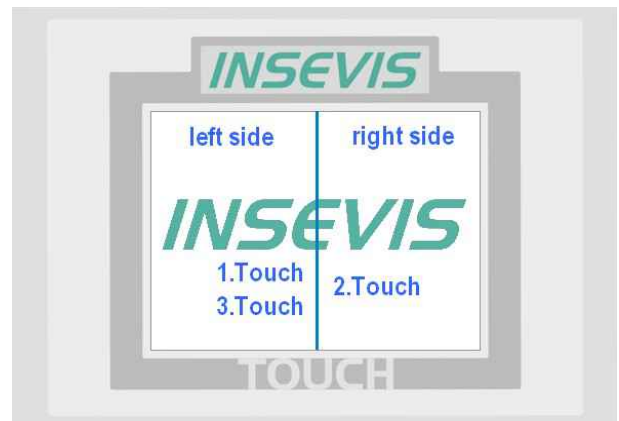 INSEVIS
left side right side
INSEVIS
1.Touch
2.Touch
3.Touch
TOUCH